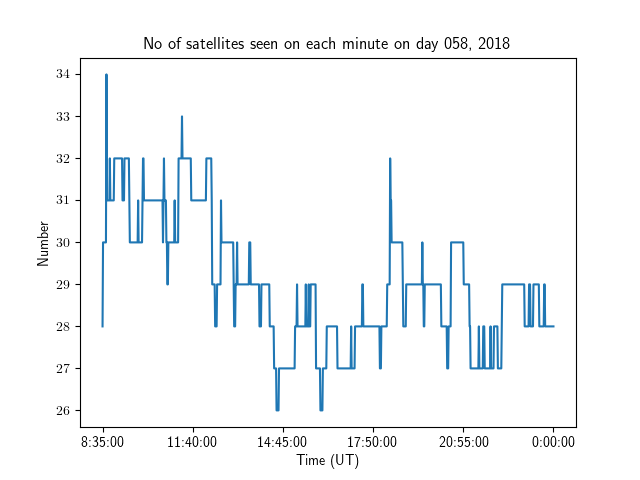 No of satellites seen on each minute on day 058, 2018
34
33
32
31
30
29
28
27
26
Number
8:35:00 11:40:00 14:45:00 17:50:00 20:55:00 0:00:00
Time (UT)